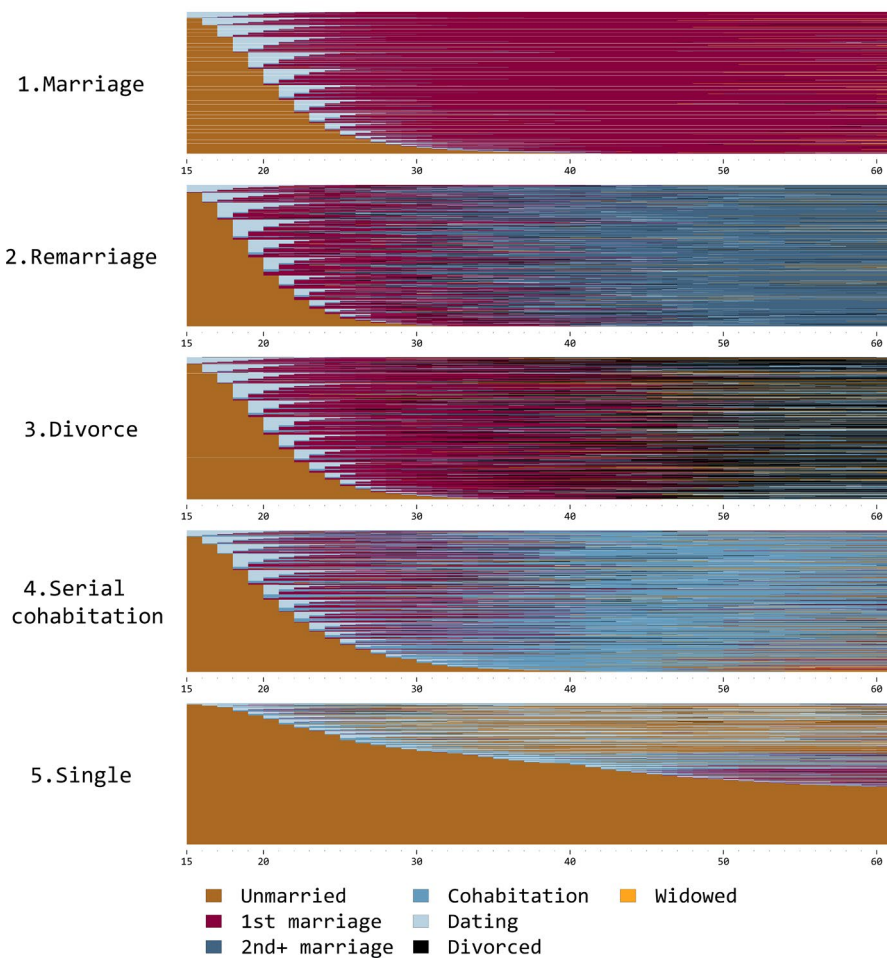 1.Marriage
15 20 30 40 50 60
2.Remarriage
15 20 30 40 50 60
3.Divorce
15 20 30 40 50 60
4.Serial
cohabitation
15 20 30 40 50 60
5.Single
15 20 30 40 50 60
Unmarried Cohabitation Widowed
1st marriage Dating
2nd+ marriage Divorced